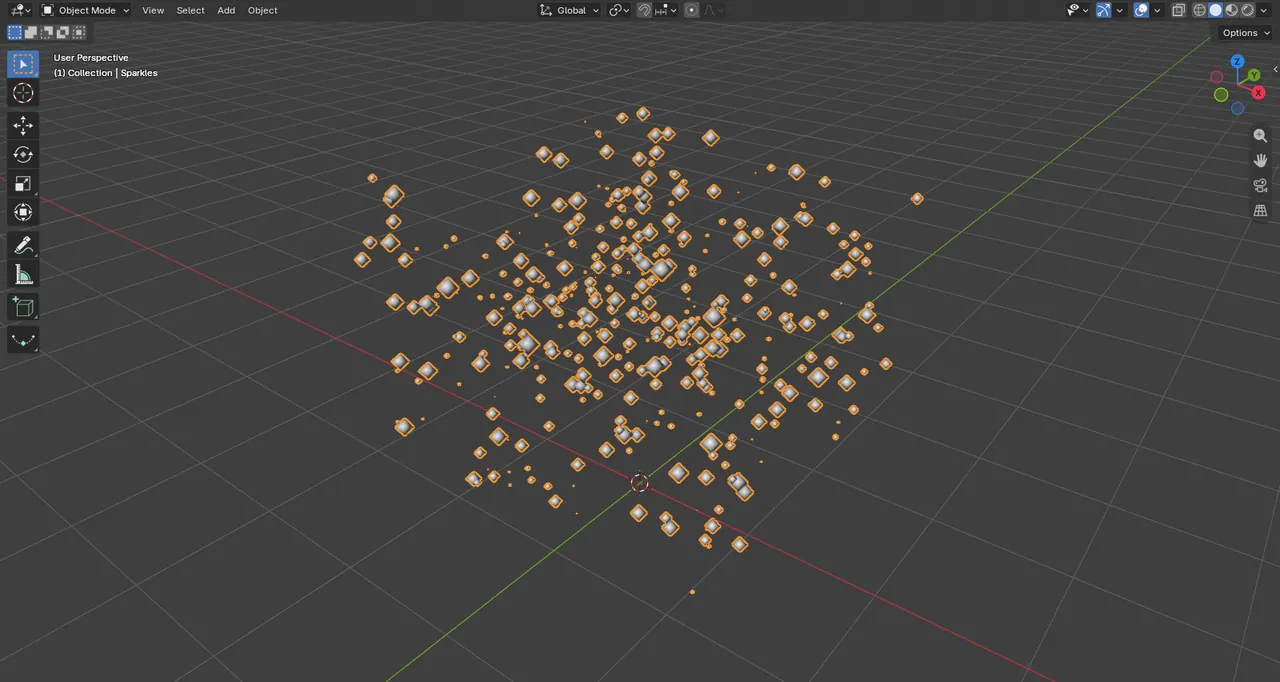 Object Mode View Select Add Object Global
Options
User Perspective
(1) Collection | Sparkles
Z
Y
X